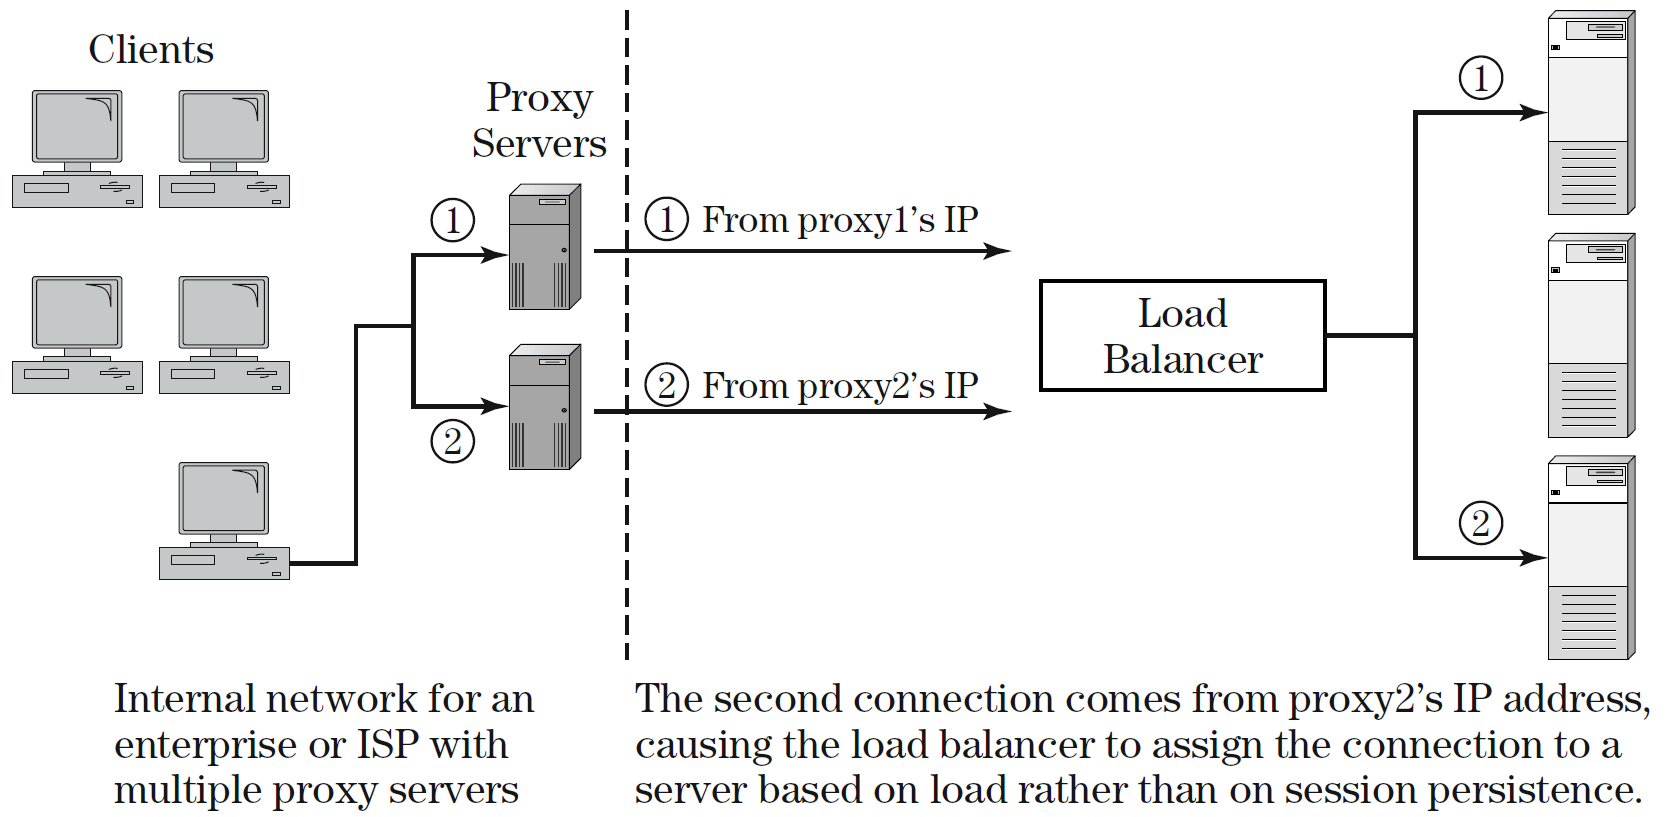 Clients
Proxy
Servers
1
1 From proxy1’s IP
1
Load
Balancer
2 From proxy2’s IP
2
2
Internal network for an
enterprise or ISP with
multiple proxy servers
The second connection comes from proxy2’s IP address,
causing the load balancer to assign the connection to a
server based on load rather than on session persistence.